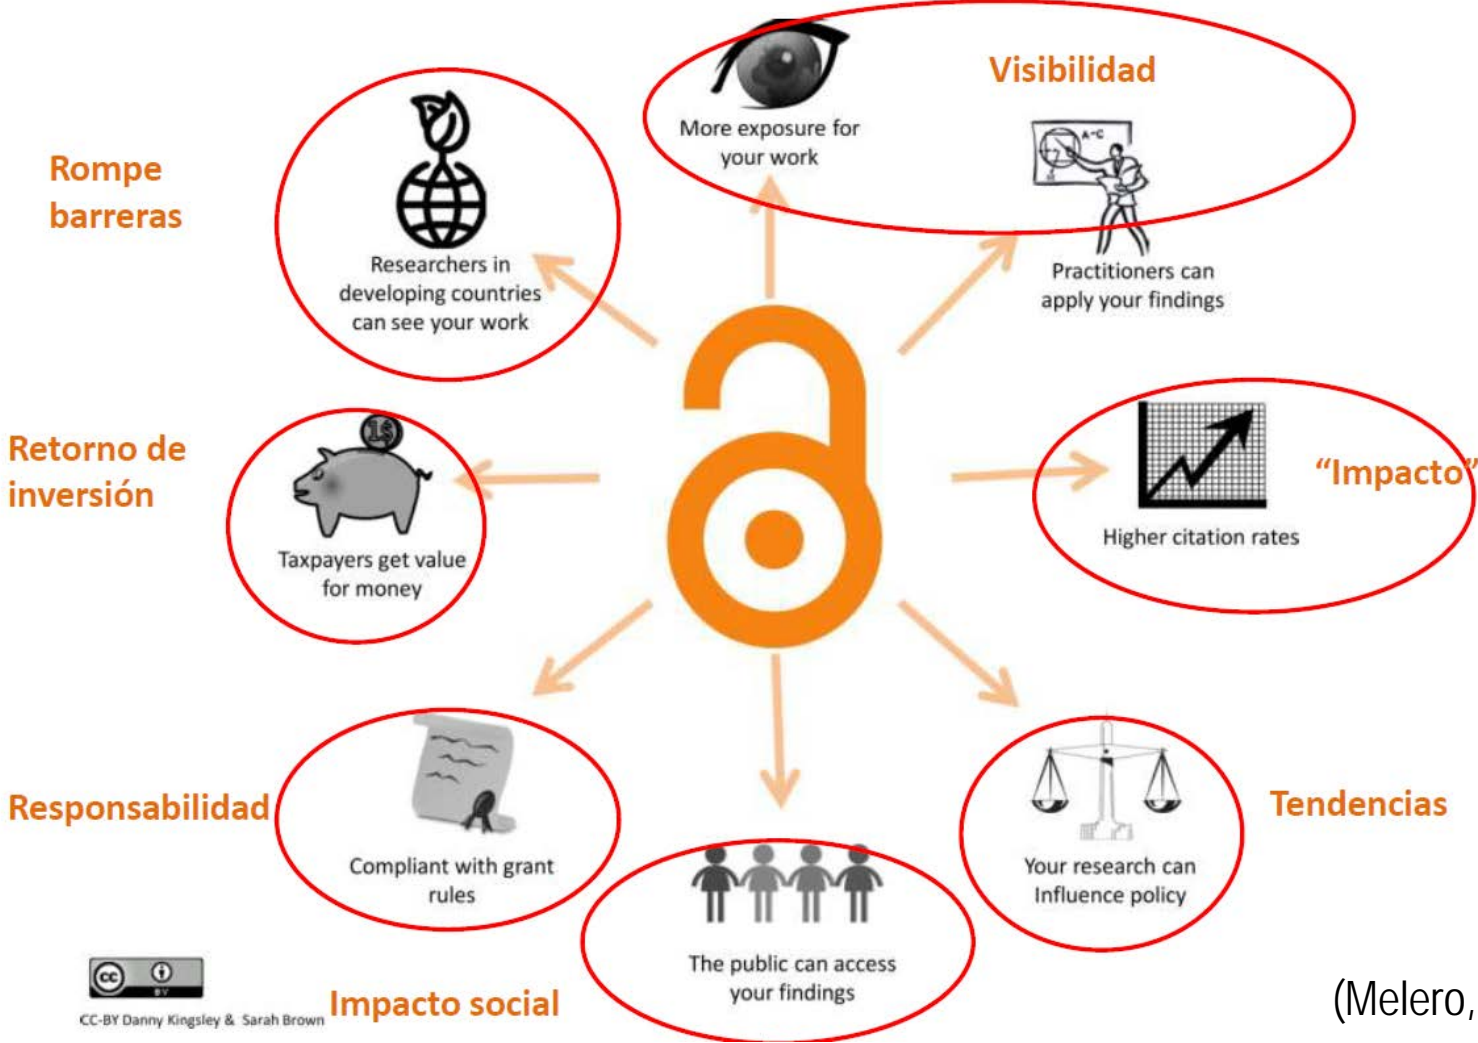 Visibilidad
More exposure for
your work
A=C
Practitioners can
apply your findings
Rompe
barreras
Researchers in
developing countries
can see your work
Retorno de
inversión
1$
Taxpayers get value
for money
“Impacto”
Higher citation rates
Responsabilidad
Compliant with grant
rules
Tendencias
Your research can
Influence policy
Impacto social
The public can access
your findings
cc
BY
CC-BY Danny Kingsley & Sarah Brown
(Melero,